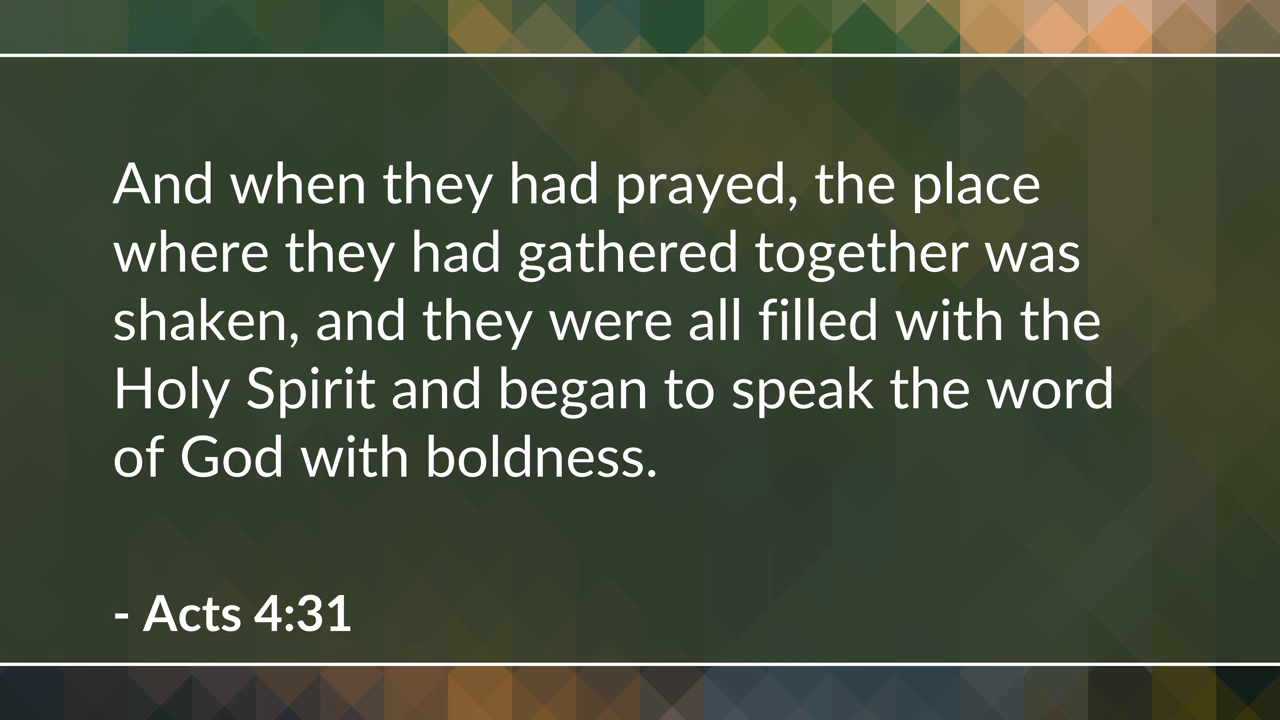 And when they had prayed, the place
where they had gathered together was
shaken, and they were all filled with the
Holy Spirit and began to speak the word
of God with boldness.
- Acts 4:31